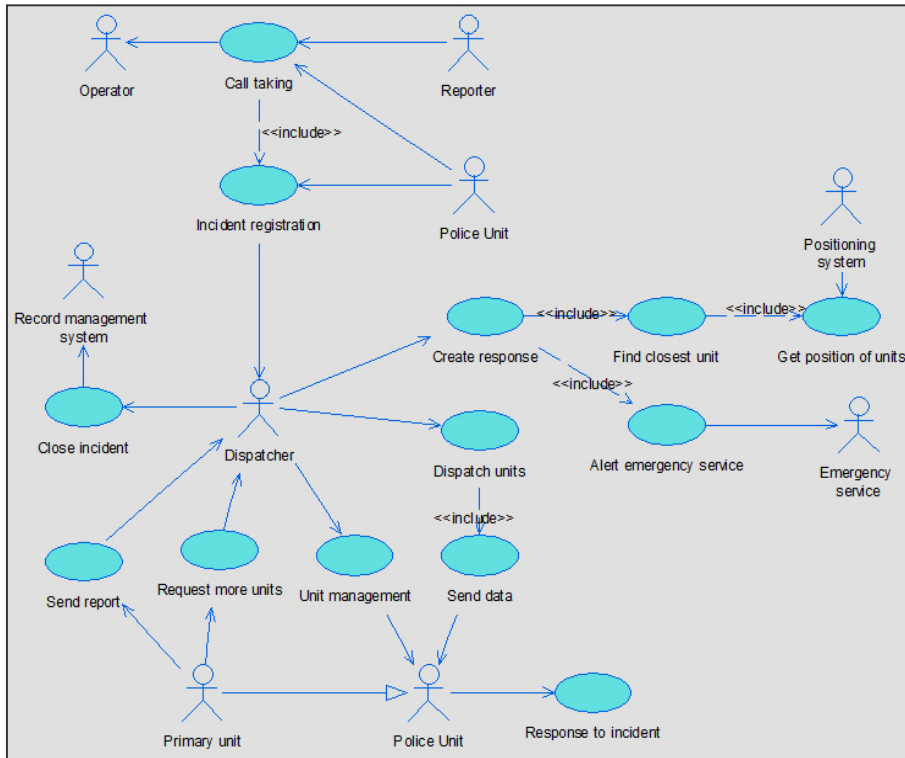 Operator
Call taking
Reporter
<<include>>
Incident registration
Police Unit
Positioning
system
Record management
system
<<include>>
<<include>>
Create response
Find closest unit
Get position of units
<<include>>
Close incident
Dispatcher
Dispatch units
Alert emergency service
Emergency
service
<<include>>
Send report
Request more units
Unit management
Send data
Primary unit
Police Unit
Response to incident